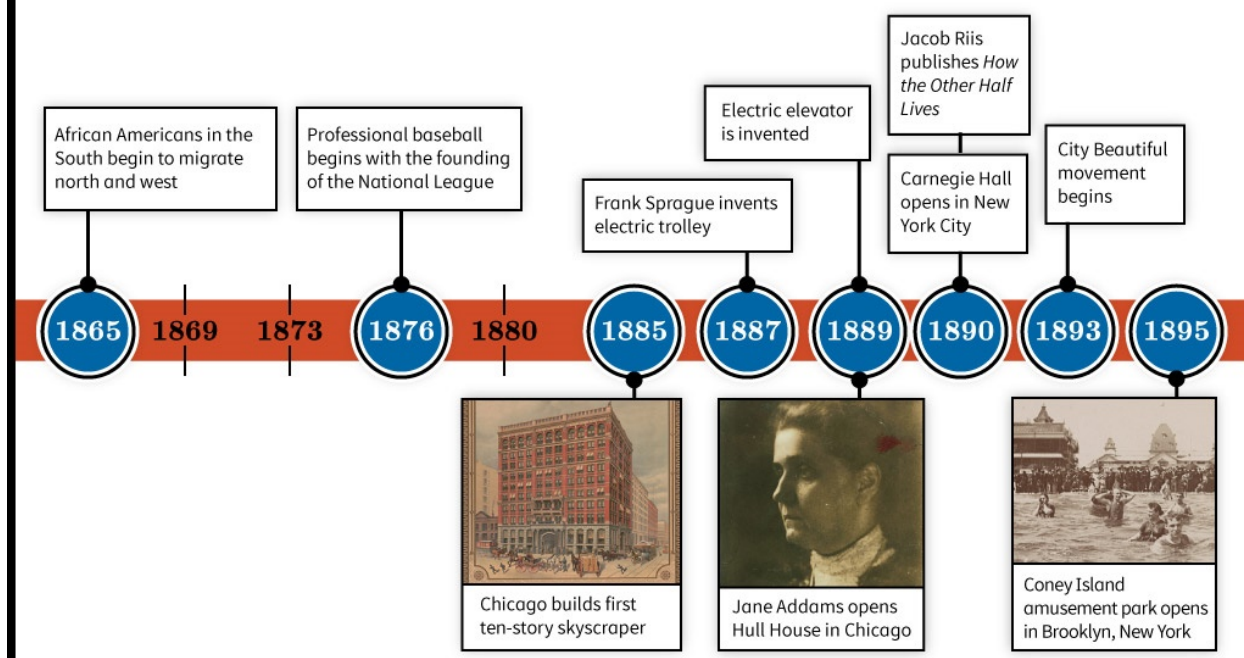 African Americans in the
South begin to migrate
north and west
Professional baseball
begins with the founding
of the National League
Frank Sprague invents
electric trolley
Electric elevator
is invented
Jacob Riis
publishes How
the Other Half
Lives
Carnegie Hall
opens in New
York City
City Beautiful
movement
begins
1865 1869 1873 1876 1880 1885 1887 1889 1890 1893 1895
Chicago builds first
ten-story skyscraper
Jane Addams opens
Hull House in Chicago
Coney Island
amusement park opens
in Brooklyn, New York